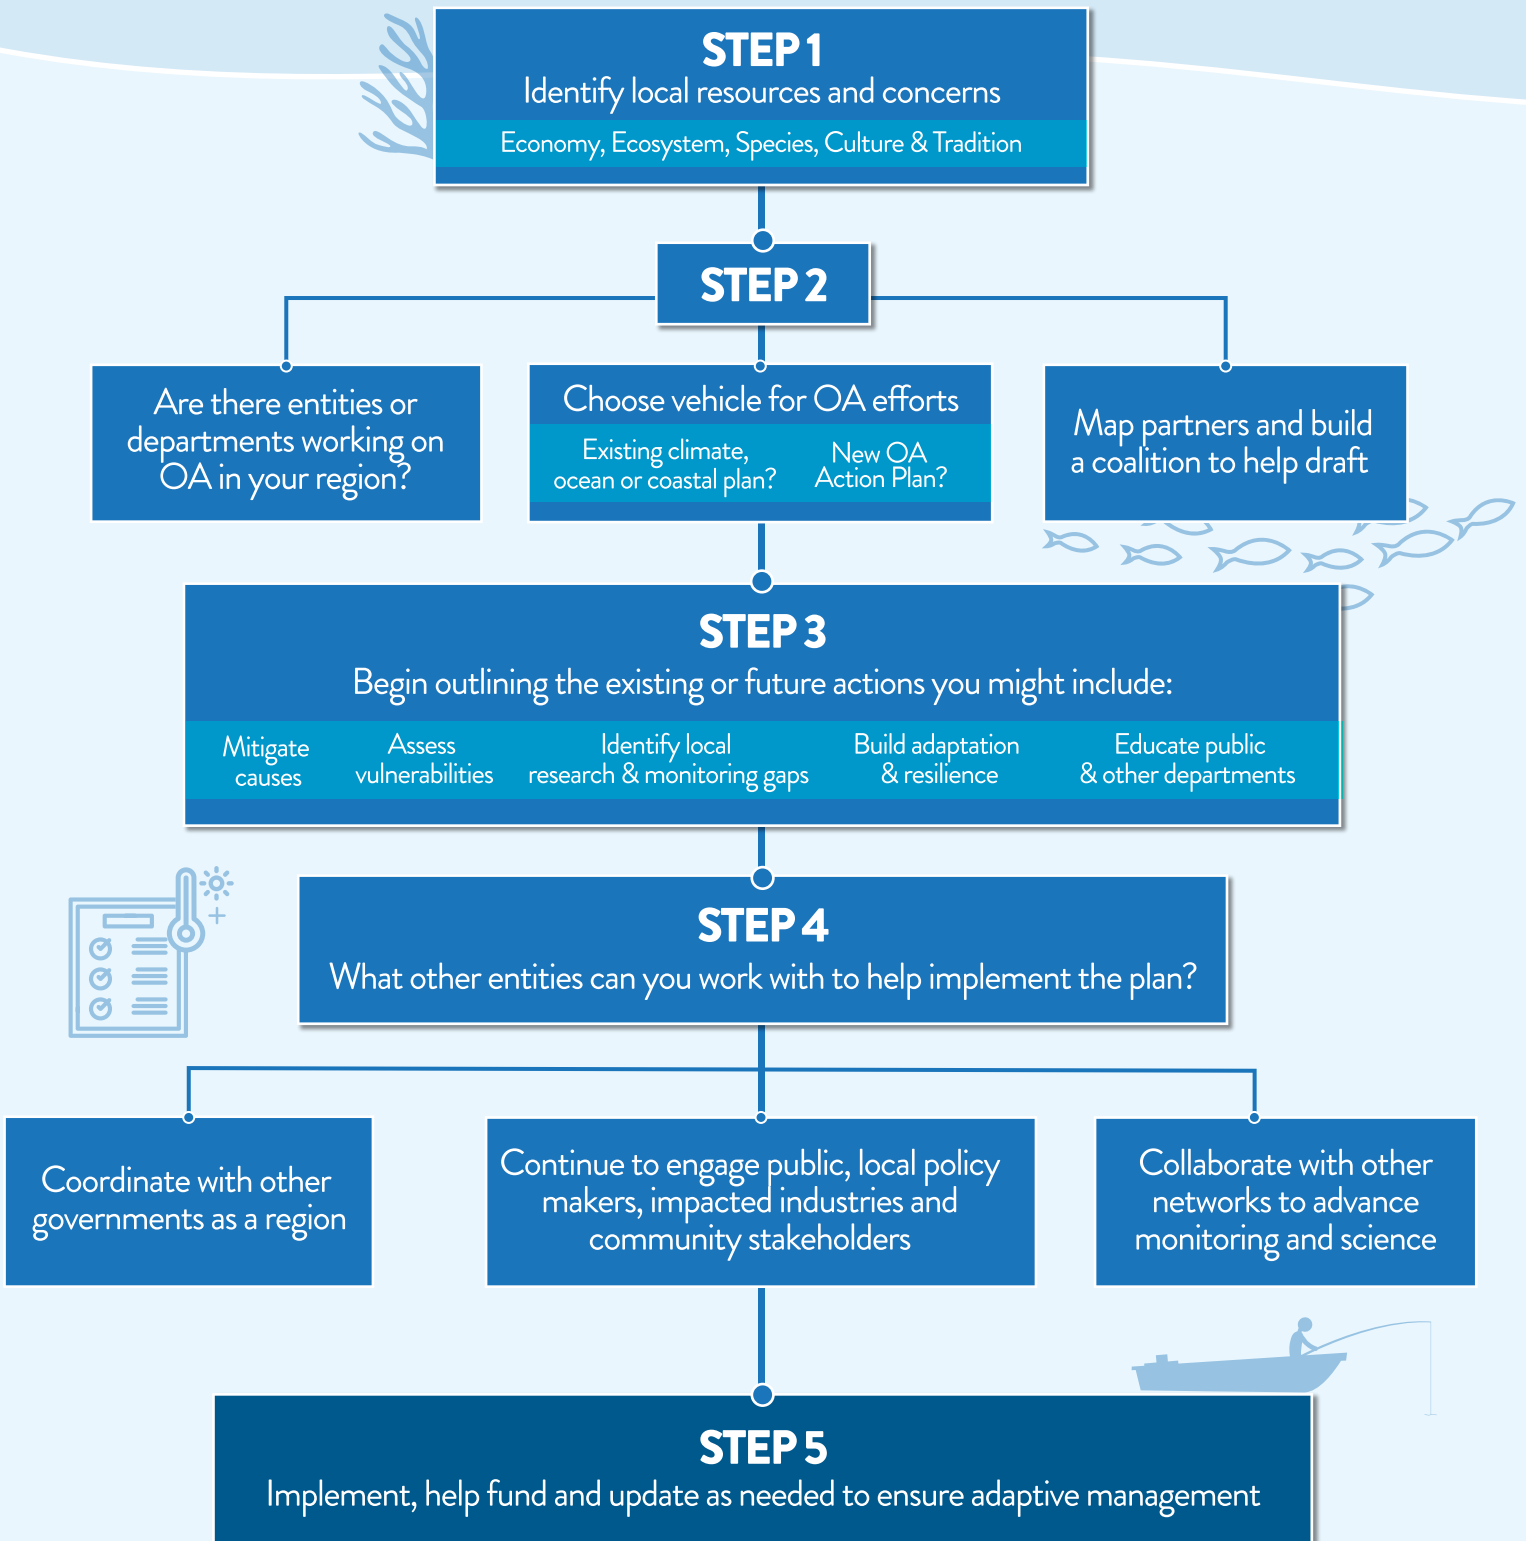 STEP 1
Identify local resources and concerns
Economy, Ecosystem, Species, Culture & Tradition
STEP 2
Are there entities or
departments working on
OA in your region?
Choose vehicle for OA efforts
Existing climate,
ocean or coastal plan?
New OA
Action Plan?
Map partners and build
a coalition to help draft
STEP 3
Begin outlining the existing or future actions you might include:
Mitigate
causes
Assess
vulnerabilities
Identify local
research & monitoring gaps
Build adaptation
& resilience
Educate public
& other departments
STEP 4
What other entities can you work with to help implement the plan?
Coordinate with other
governments as a region
Continue to engage public, local policy
makers, impacted industries and
community stakeholders
Collaborate with other
networks to advance
monitoring and science
STEP 5
Implement, help fund and update as needed to ensure adaptive management